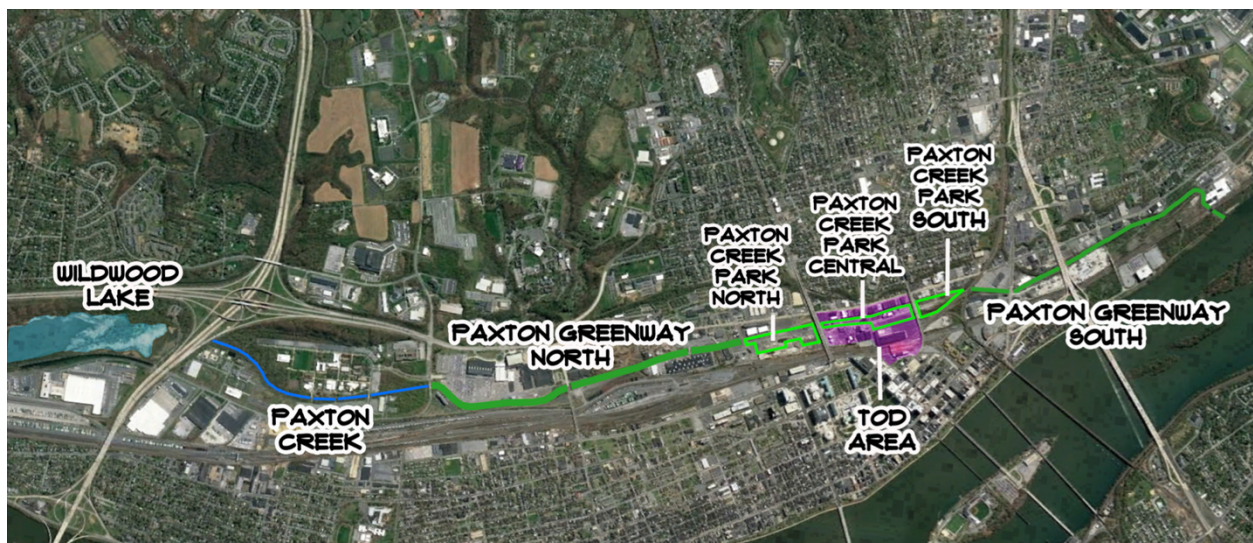 WILDWOOD
LAKE
PAXTON
CREEK
PAXTON GREENWAY
NORTH
PAXTON
CREEK
PARK
NORTH
PAXTON
CREEK
PARK
CENTRAL
PAXTON
CREEK
PARK
SOUTH
TOD
AREA
PAXTON GREENWAY
SOUTH